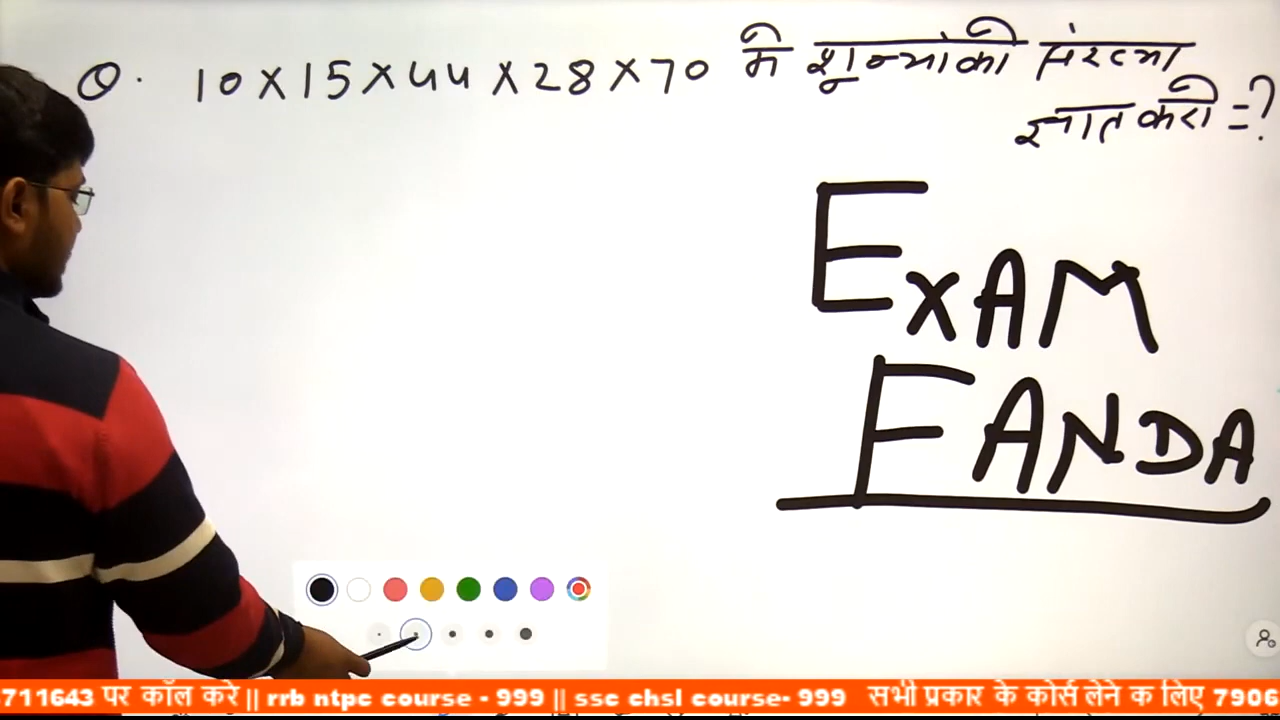 Q. 10×15×44×28×70 मे शून्यो की संख्या
ज्ञात करो =?
EXAM
FANDA
711643 पर कॉल करे || rrb ntpc course - 999 || ssc chsl course- 999 सभी प्रकार के कोर्स लेने क लिए 7906